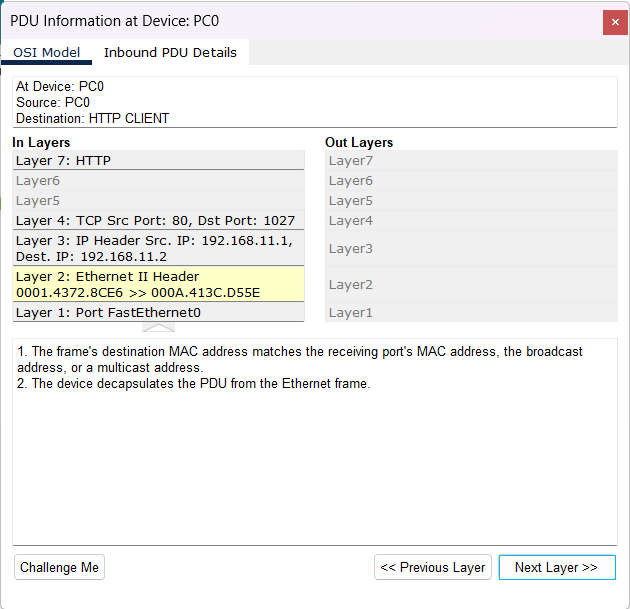 PDU Information at Device: PC0
OSI Model
Inbound PDU Details
At Device: PC0
Source: PC0
Destination: HTTP CLIENT
In Layers
Layer 7: HTTP
Layer6
Layer5
Layer 4: TCP Src Port: 80, Dst Port: 1027
Layer 3: IP Header Src. IP: 192.168.11.1,
Dest. IP: 192.168.11.2
Layer 2: Ethernet II Header
0001.4372.8CE6 >> 000A.413C.D55E
Layer 1: Port FastEthernet0
Out Layers
Layer7
Layer6
Layer5
Layer4
Layer3
Layer2
Layer1
1. The frame's destination MAC address matches the receiving port's MAC address, the broadcast
address, or a multicast address.
2. The device decapsulates the PDU from the Ethernet frame.
Challenge Me
<< Previous Layer
Next Layer >>